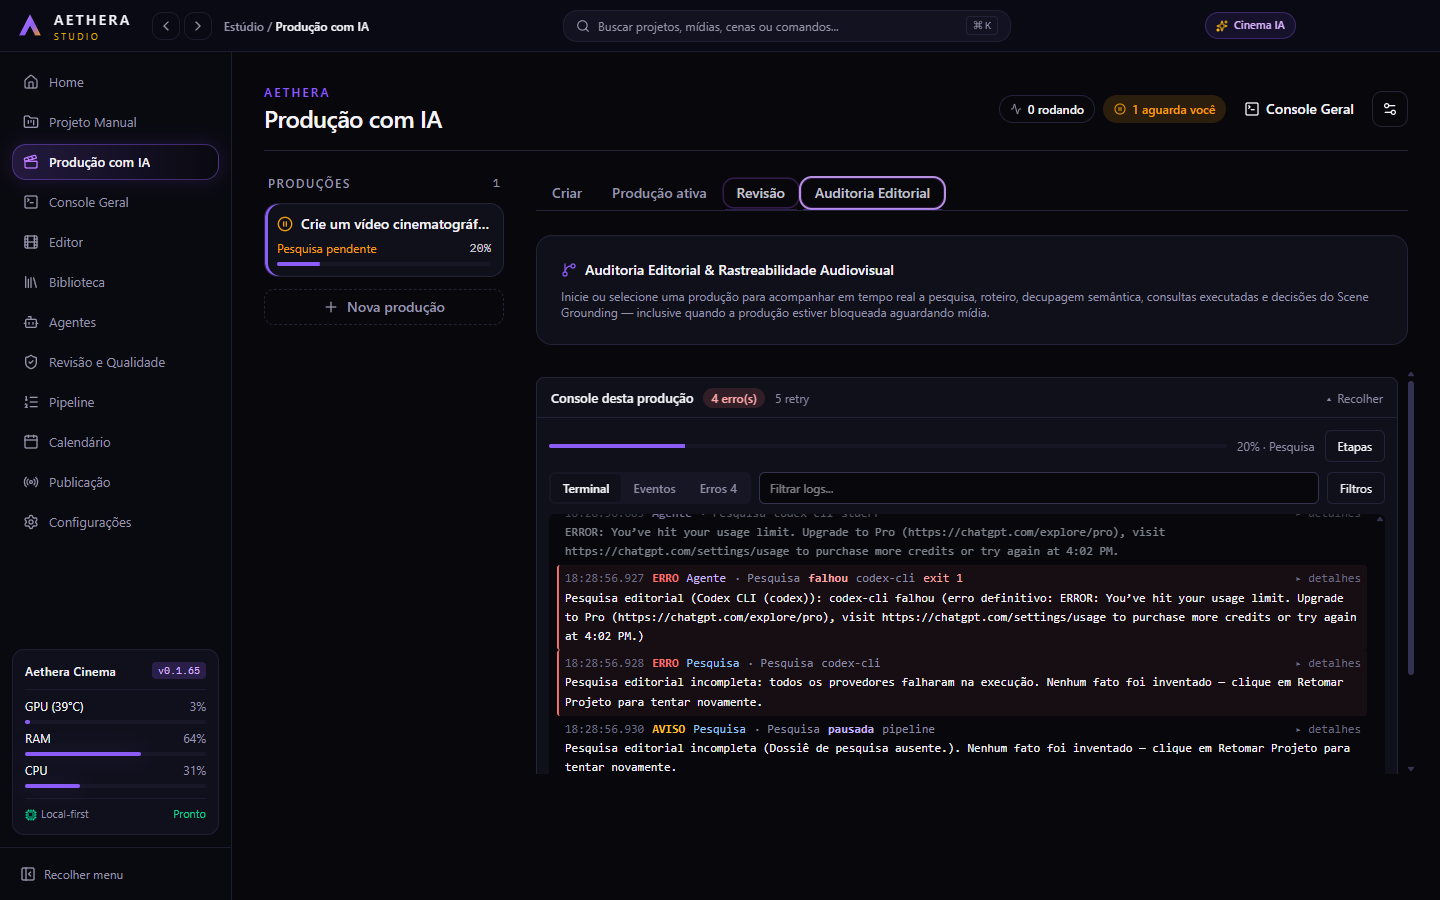 AETHERA
STUDIO
Estúdio / Produção com IA
Buscar projetos, mídias, cenas ou comandos...
⌘ K
Cinema IA
Home
Projeto Manual
Produção com IA
Console Geral
Editor
Biblioteca
Agentes
Revisão e Qualidade
Pipeline
Calendário
Publicação
Configurações
Aethera Cinema
v0.1.65
GPU (39°C) 3%
RAM 64%
CPU 31%
Local-first Pronto
Recolher menu
AETHERA
Produção com IA
0 rodando
1 aguarda você
Console Geral
PRODUÇÕES 1
Crie um vídeo cinematográf...
Pesquisa pendente 20%
Nova produção
Criar
Produção ativa
Revisão
Auditoria Editorial
Auditoria Editorial & Rastreabilidade Audiovisual
Inicie ou selecione uma produção para acompanhar em tempo real a pesquisa, roteiro, decupagem semântica, consultas executadas e decisões do Scene
Grounding — inclusive quando a produção estiver bloqueada aguardando mídia.
Console desta produção 4 erro(s) 5 retry
Recolher
20% · Pesquisa
Etapas
Terminal
Eventos
Erros 4
Filtrar logs...
Filtros
Agente · Pesquisa codex-cli stderr ▸ detalhes
ERROR: You’ve hit your usage limit. Upgrade to Pro (https://chatgpt.com/explore/pro), visit
https://chatgpt.com/settings/usage to purchase more credits or try again at 4:02 PM.
18:28:56.927 ERRO Agente · Pesquisa falhou codex-cli exit 1 ▸ detalhes
Pesquisa editorial (Codex CLI (codex)): codex-cli falhou (erro definitivo: ERROR: You’ve hit your usage limit. Upgrade
to Pro (https://chatgpt.com/explore/pro), visit https://chatgpt.com/settings/usage to purchase more credits or try again
at 4:02 PM.)
18:28:56.928 ERRO Pesquisa · Pesquisa codex-cli ▸ detalhes
Pesquisa editorial incompleta: todos os provedores falharam na execução. Nenhum fato foi inventado — clique em Retomar
Projeto para tentar novamente.
18:28:56.930 AVISO Pesquisa · Pesquisa pausada pipeline ▸ detalhes
Pesquisa editorial incompleta (Dossiê de pesquisa ausente.). Nenhum fato foi inventado — clique em Retomar Projeto para
tentar novamente.